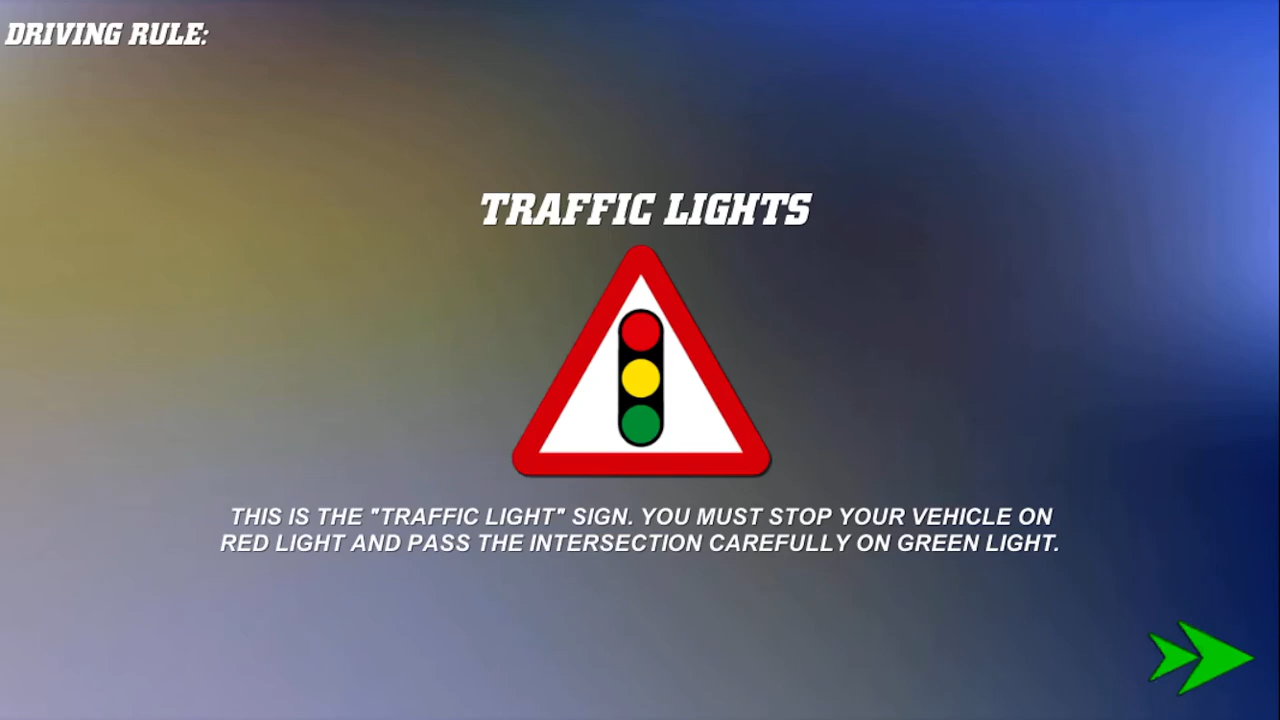 DRIVING RULE:
TRAFFIC LIGHTS
THIS IS THE "TRAFFIC LIGHT" SIGN. YOU MUST STOP YOUR VEHICLE ON
RED LIGHT AND PASS THE INTERSECTION CAREFULLY ON GREEN LIGHT.